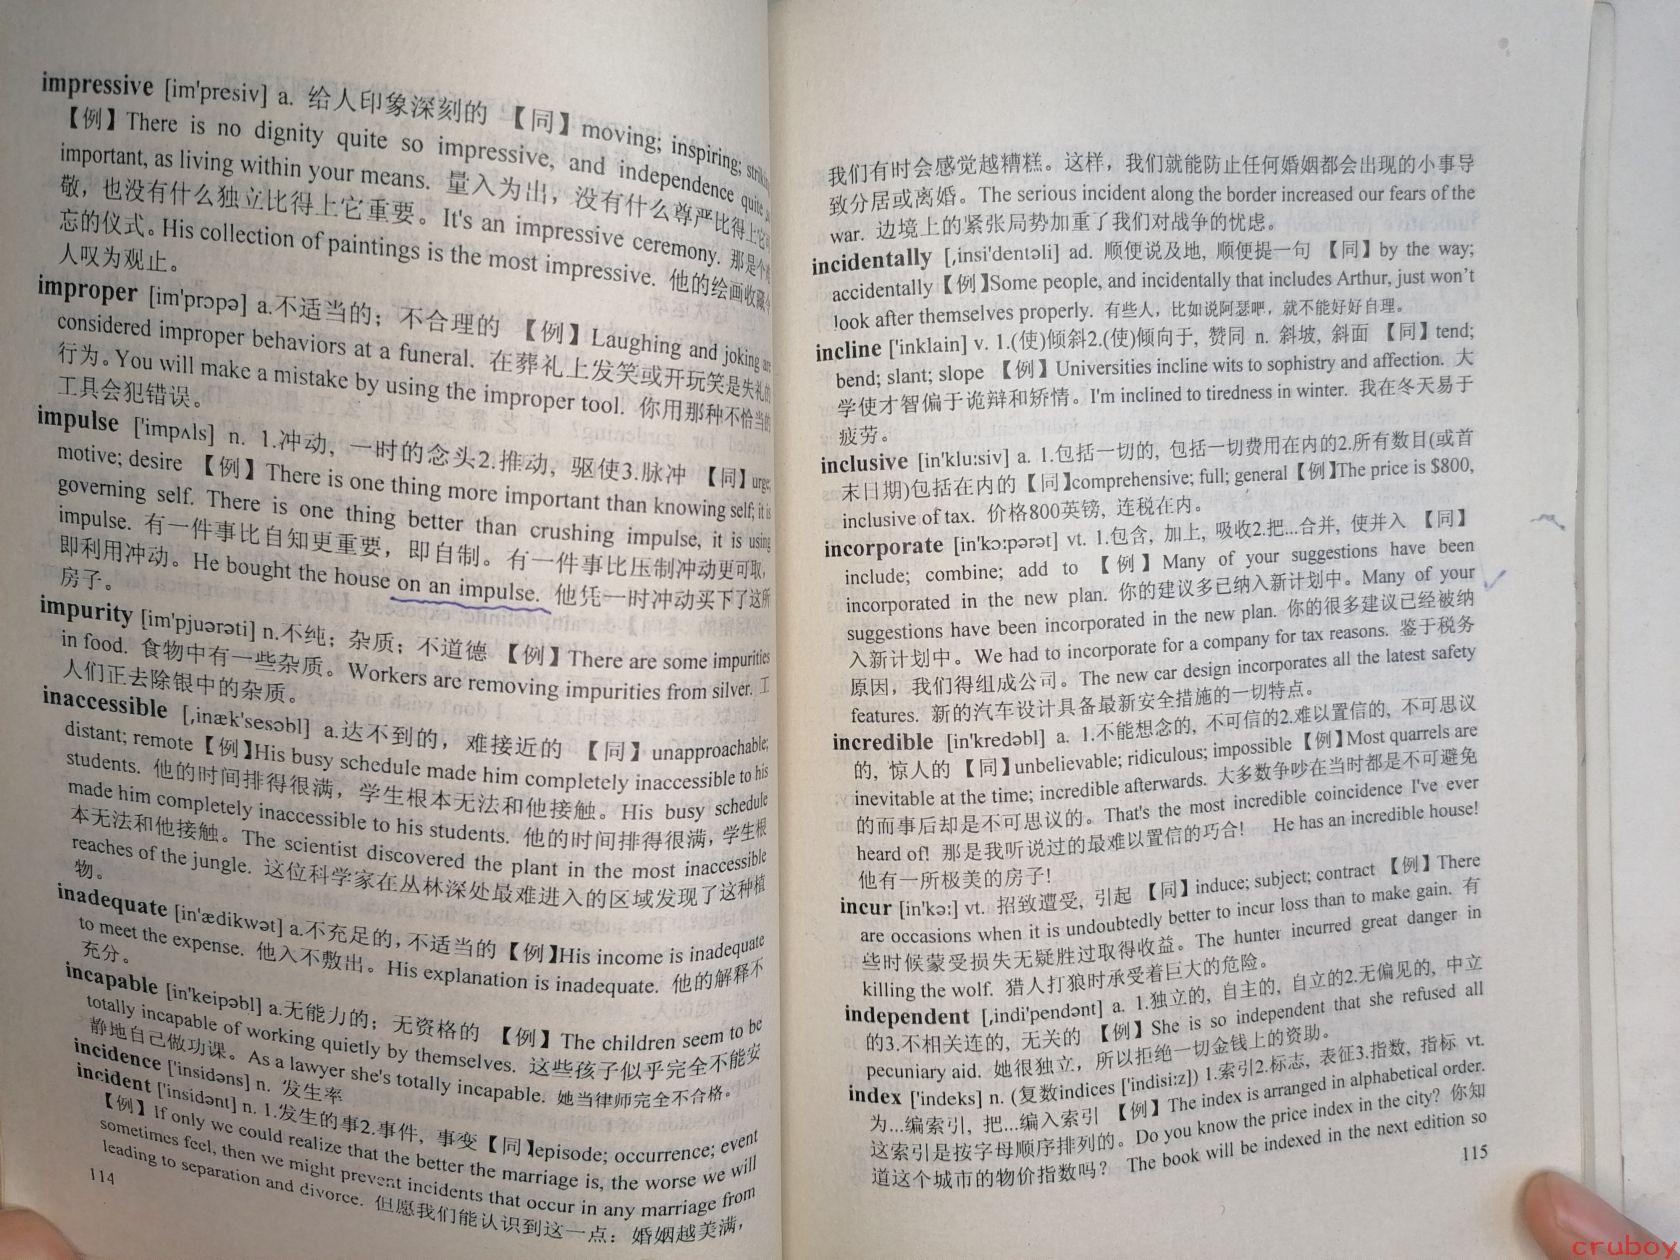 impressive [im'presiv] a. 给人印象深刻的 【同】moving; inspiring;
【例】There is no dignity quite so impressive, and independence quite
important, as living within your means. 量入为出，没有什么尊严比得上它可
敬，也没有什么独立比得上它重要。It's an impressive ceremony. 那是个
忘的仪式。His collection of paintings is the most impressive. 他的绘画收藏
人叹为观止。
improper [im'prɔpə] a.不适当的；不合理的 【例】Laughing and joking are
considered improper behaviors at a funeral. 在葬礼上发笑或开玩笑是失礼的
行为。You will make a mistake by using the improper tool. 你用那种不恰当的
工具会犯错误。
impulse ['impʌls] n. 1.冲动，一时的念头2.推动，驱使3.脉冲 【同】urge;
motive; desire 【例】There is one thing more important than knowing self; it is
governing self. There is one thing better than crushing impulse, it is using
impulse. 有一件事比自知更重要，即自制。有一件事比压制冲动更可取，
即利用冲动。He bought the house on an impulse. 他凭一时冲动买下了这所
房子。
impurity [im'pjuərəti] n.不纯；杂质；不道德 【例】There are some impurities
in food. 食物中有一些杂质。Workers are removing impurities from silver. 工
人们正去除银中的杂质。
inaccessible [,inæk'sesəbl] a.达不到的，难接近的 【同】unapproachable;
distant; remote【例】His busy schedule made him completely inaccessible to his
students. 他的时间排得很满，学生根本无法和他接触。His busy schedule
made him completely inaccessible to his students. 他的时间排得很满，学生根
本无法和他接触。The scientist discovered the plant in the most inaccessible
reaches of the jungle. 这位科学家在丛林深处最难进入的区域发现了这种植
物。
inadequate [in'ædikwət] a.不充足的，不适当的【例】His income is inadequate
to meet the expense. 他入不敷出。His explanation is inadequate. 他的解释不
充分。
incapable [in'keipəbl] a.无能力的；无资格的 【例】The children seem to be
totally incapable of working quietly by themselves. 这些孩子似乎完全不能安
静地自己做功课。As a lawyer she's totally incapable. 她当律师完全不合格。
incidence ['insidəns] n. 发生率
incident ['insidənt] n. 1.发生的事2.事件，事变【同】episode; occurrence; event
【例】If only we could realize that the better the marriage is, the worse we will
sometimes feel, then we might prevent incidents that occur in any marriage from
leading to separation and divorce. 但愿我们能认识到这一点：婚姻越美满，
114
我们有时会感觉越糟糕。这样，我们就能防止任何婚姻都会出现的小事导
致分居或离婚。The serious incident along the border increased our fears of the
war. 边境上的紧张局势加重了我们对战争的忧虑。
incidentally [,insi'dentəli] ad. 顺便说及地, 顺便提一句 【同】by the way;
accidentally【例】Some people, and incidentally that includes Arthur, just won't
look after themselves properly. 有些人，比如说阿瑟吧，就不能好好自理。
incline ['inklain] v. 1.(使)倾斜2.(使)倾向于, 赞同 n. 斜坡, 斜面 【同】tend;
bend; slant; slope 【例】Universities incline wits to sophistry and affection. 大
学使才智偏于诡辩和矫情。I'm inclined to tiredness in winter. 我在冬天易于
疲劳。
inclusive [in'klu:siv] a. 1.包括一切的, 包括一切费用在内的2.所有数目(或首
末日期)包括在内的【同】comprehensive; full; general【例】The price is $800,
inclusive of tax. 价格800英镑, 连税在内。
incorporate [in'kɔ:pərət] vt. 1.包含, 加上, 吸收2.把...合并, 使并入 【同】
include; combine; add to 【例】Many of your suggestions have been
incorporated in the new plan. 你的建议多已纳入新计划中。Many of your
suggestions have been incorporated in the new plan. 你的很多建议已经被纳
入新计划中。We had to incorporate for a company for tax reasons. 鉴于税务
原因，我们得组成公司。The new car design incorporates all the latest safety
features. 新的汽车设计具备最新安全措施的一切特点。
incredible [in'kredəbl] a. 1.不能想念的, 不可信的2.难以置信的, 不可思议
的, 惊人的【同】unbelievable; ridiculous; impossible【例】Most quarrels are
inevitable at the time; incredible afterwards. 大多数争吵在当时都是不可避免
的而事后却是不可思议的。That's the most incredible coincidence I've ever
heard of! 那是我听说过的最难以置信的巧合! He has an incredible house!
他有一所极美的房子!
incur [in'kə:] vt. 招致遭受, 引起 【同】induce; subject; contract 【例】There
are occasions when it is undoubtedly better to incur loss than to make gain. 有
些时候蒙受损失无疑胜过取得收益。The hunter incurred great danger in
killing the wolf. 猎人打狼时承受着巨大的危险。
independent [,indi'pendənt] a. 1.独立的, 自主的, 自立的2.无偏见的, 中立
的3.不相关连的, 无关的 【例】She is so independent that she refused all
pecuniary aid. 她很独立，所以拒绝一切金钱上的资助。
index ['indeks] n. (复数indices ['indisi:z]) 1.索引2.标志, 表征3.指数, 指标 vt.
为...编索引, 把...编入索引 【例】The index is arranged in alphabetical order.
这索引是按字母顺序排列的。Do you know the price index in the city? 你知
道这个城市的物价指数吗? The book will be indexed in the next edition so
115
cruboy